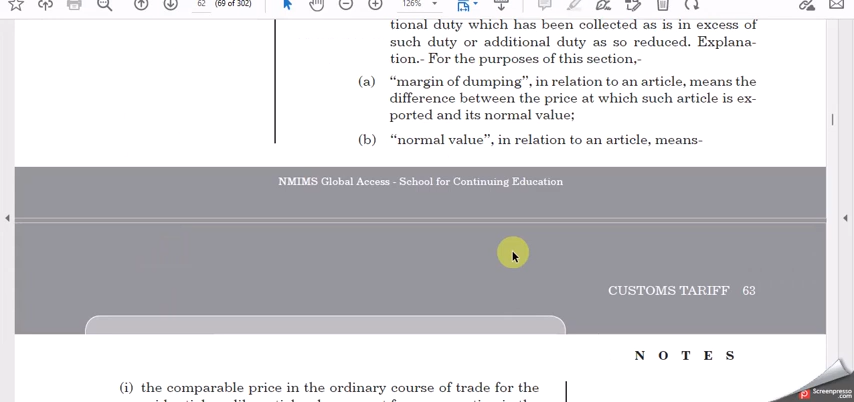 62 (69 of 302)
126%
tional duty which has been collected as is in excess of
such duty or additional duty as so reduced. Explana-
tion.- For the purposes of this section,-
(a) “margin of dumping”, in relation to an article, means the
difference between the price at which such article is ex-
ported and its normal value;
(b) “normal value”, in relation to an article, means-
NMIMS Global Access - School for Continuing Education
CUSTOMS TARIFF 63
N O T E S
(i) the comparable price in the ordinary course of trade for the
Screenpresso
.com